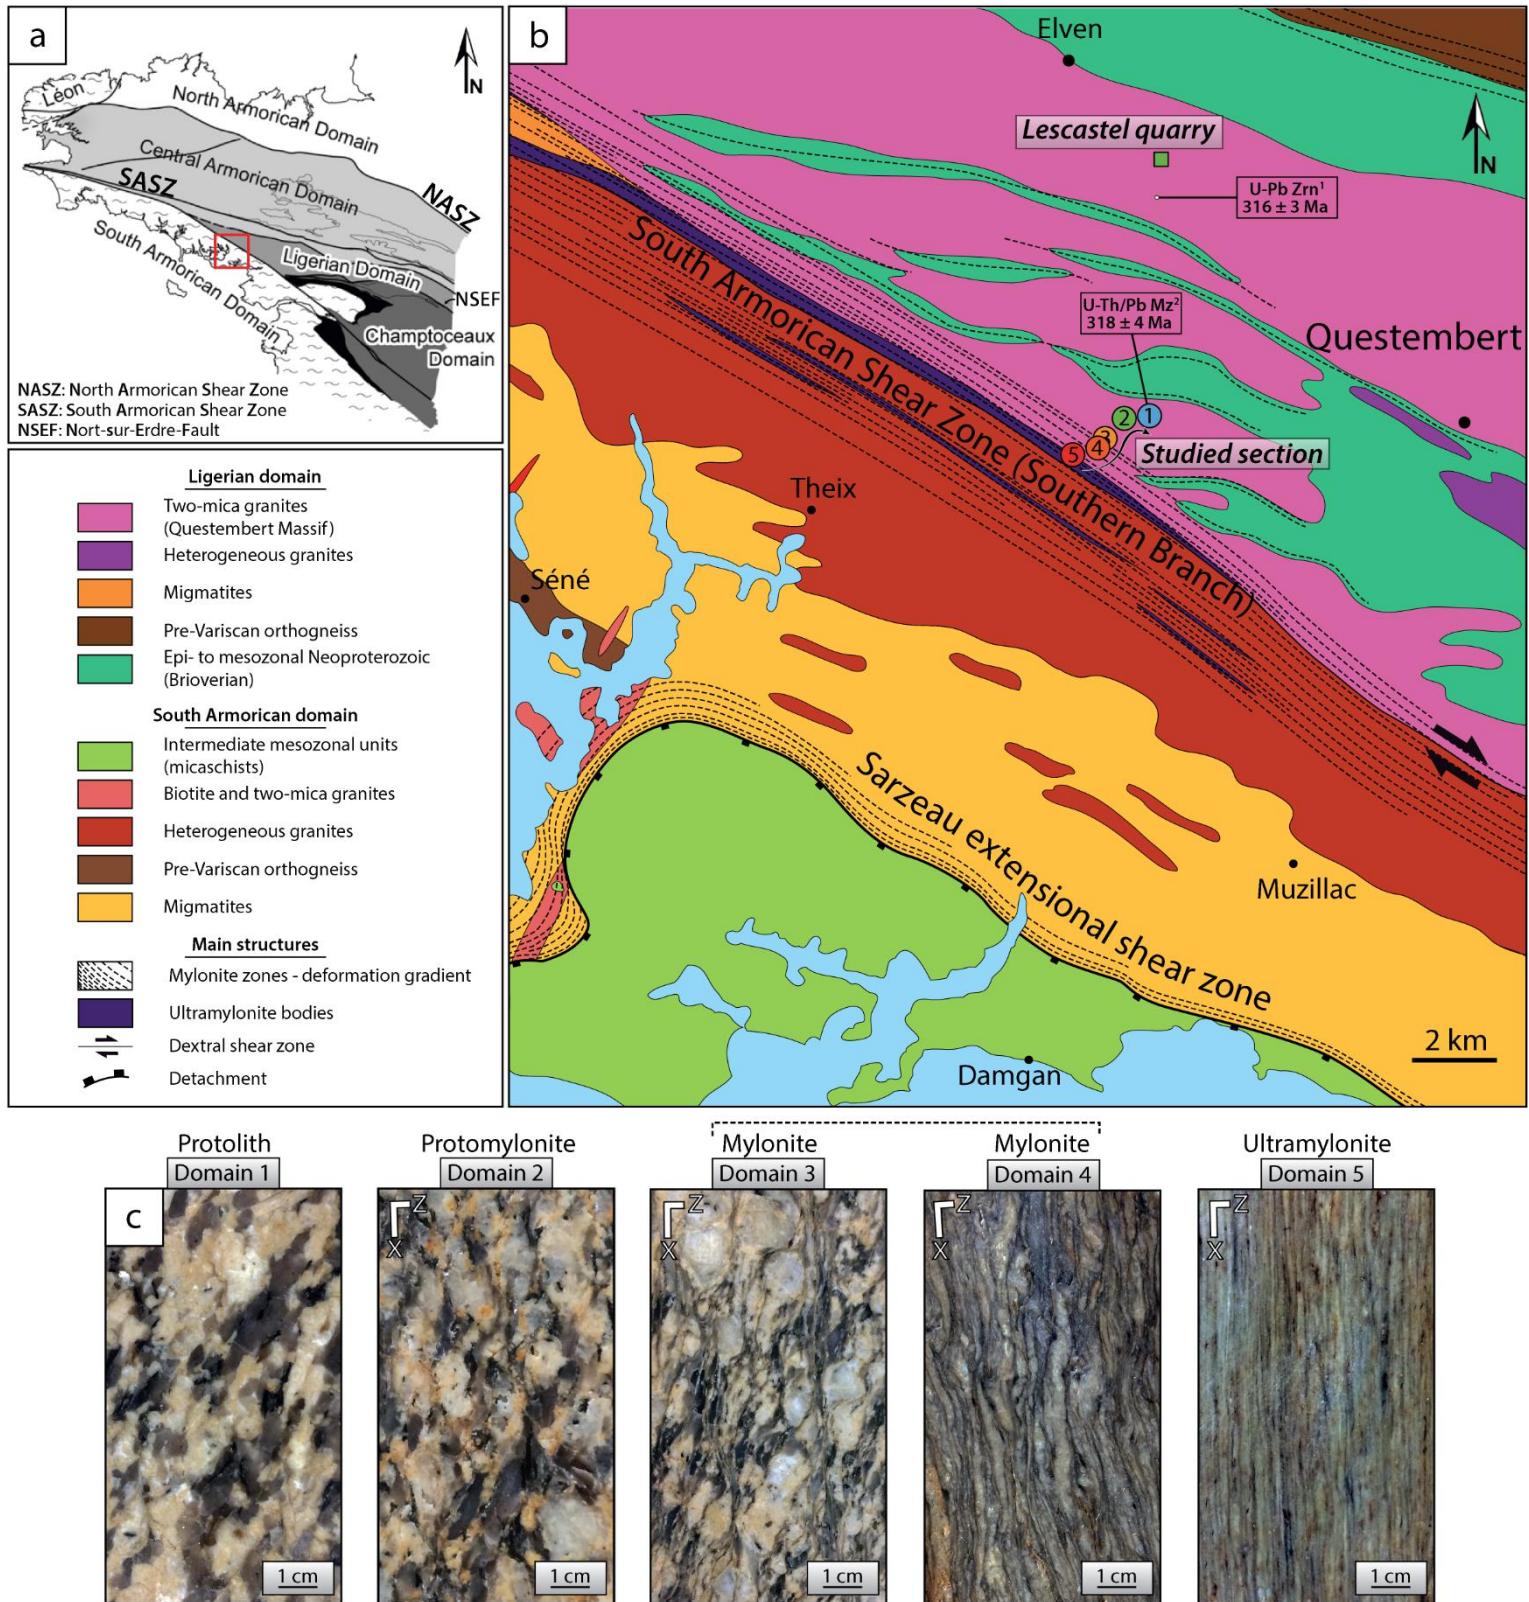 a
N
Léon
North Armorican Domain
Central Armorican Domain
SASZ
NASZ
South Armorican Domain
Ligerian Domain
NSEF
Champtoceaux
Domain
NASZ: North Armorican Shear Zone
SASZ: South Armorican Shear Zone
NSEF: Nort-sur-Erdre-Fault
Ligerian domain
Two-mica granites
(Questembert Massif)
Heterogeneous granites
Migmatites
Pre-Variscan orthogneiss
Epi- to mesozonal Neoproterozoic
(Brioverian)
South Armorican domain
Intermediate mesozonal units
(micaschists)
Biotite and two-mica granites
Heterogeneous granites
Pre-Variscan orthogneiss
Migmatites
Main structures
Mylonite zones - deformation gradient
Ultramylonite bodies
Dextral shear zone
Detachment
b
Elven
N
Lescastel quarry
U-Pb Zrn¹
316 ± 3 Ma
South Armorican Shear Zone (Southern Branch)
U-Th/Pb Mz²
318 ± 4 Ma
Questembert
1
2
3
4
5
Studied section
Theix
Séné
Sarzeau extensional shear zone
Muzillac
Damgan
2 km
Protolith
Domain 1
Protomylonite
Domain 2
Mylonite
Domain 3
Mylonite
Domain 4
Ultramylonite
Domain 5
c
Z
X
Z
X
Z
X
Z
X
1 cm
1 cm
1 cm
1 cm
1 cm